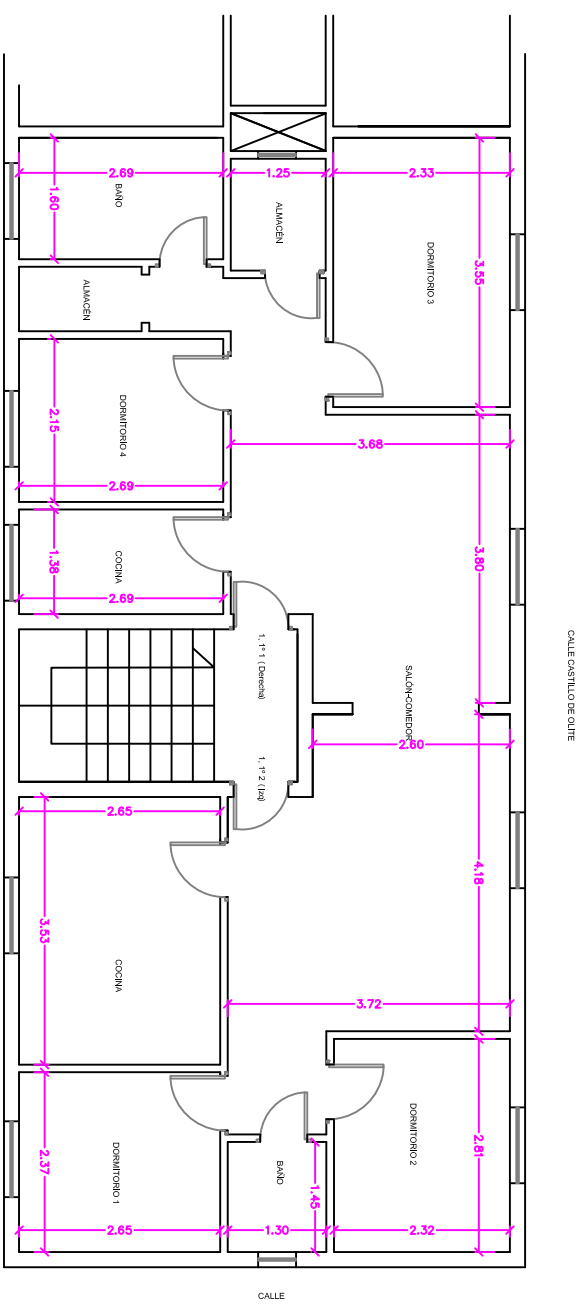 2.69
1.25
2.33
1.60
BAÑO
ALMACÉN
DORMITORIO 3
3.55
ALMACÉN
2.15
DORMITORIO 4
3.68
2.69
1.38
COCINA
3.80
2.69
CALLE CASTILLO DE OLITE
1, 1º 1 ( Derecha)
SALÓN-COMEDOR
2.60
1, 1º 2 ( Izq)
2.65
4.18
3.53
COCINA
3.72
2.37
DORMITORIO 1
BAÑO
1.45
DORMITORIO 2
2.81
2.65
1.30
2.32
CALLE